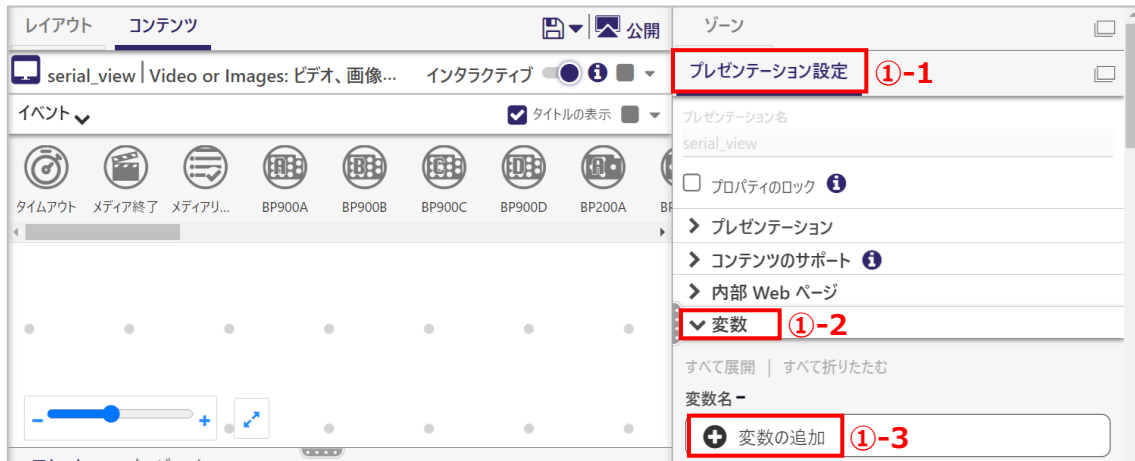 レイアウト コンテンツ 公開
serial_view Video or Images: ビデオ、画像… インタラクティブ
イベント タイトルの表示
タイムアウト メディア終了 メディアリ... BP900A BP900B BP900C BP900D BP200A
ゾーン
プレゼンテーション設定 ①-1
プレゼンテーション名
serial_view
プロパティのロック
プレゼンテーション
コンテンツのサポート
内部 Web ページ
変数 ①-2
すべて展開 | すべて折りたたむ
変数名
変数の追加 ①-3